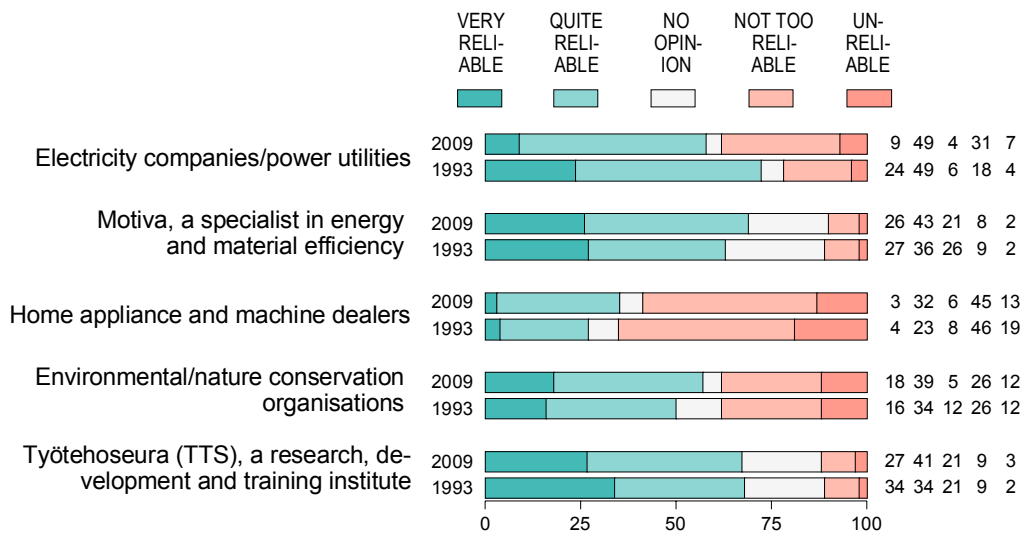 VERY QUITE NO NOT TOO UN-
RELI- RELI- OPIN- RELI- RELI-
ABLE ABLE ION ABLE ABLE
Electricity companies/power utilities
2009 9 49 4 31 7
1993 24 49 6 18 4
Motiva, a specialist in energy
and material efficiency
2009 26 43 21 8 2
1993 27 36 26 9 2
Home appliance and machine dealers
2009 3 32 6 45 13
1993 4 23 8 46 19
Environmental/nature conservation
organisations
2009 18 39 5 26 12
1993 16 34 12 26 12
Työtehoseura (TTS), a research, de-
velopment and training institute
2009 27 41 21 9 3
1993 34 34 21 9 2
0 25 50 75 100